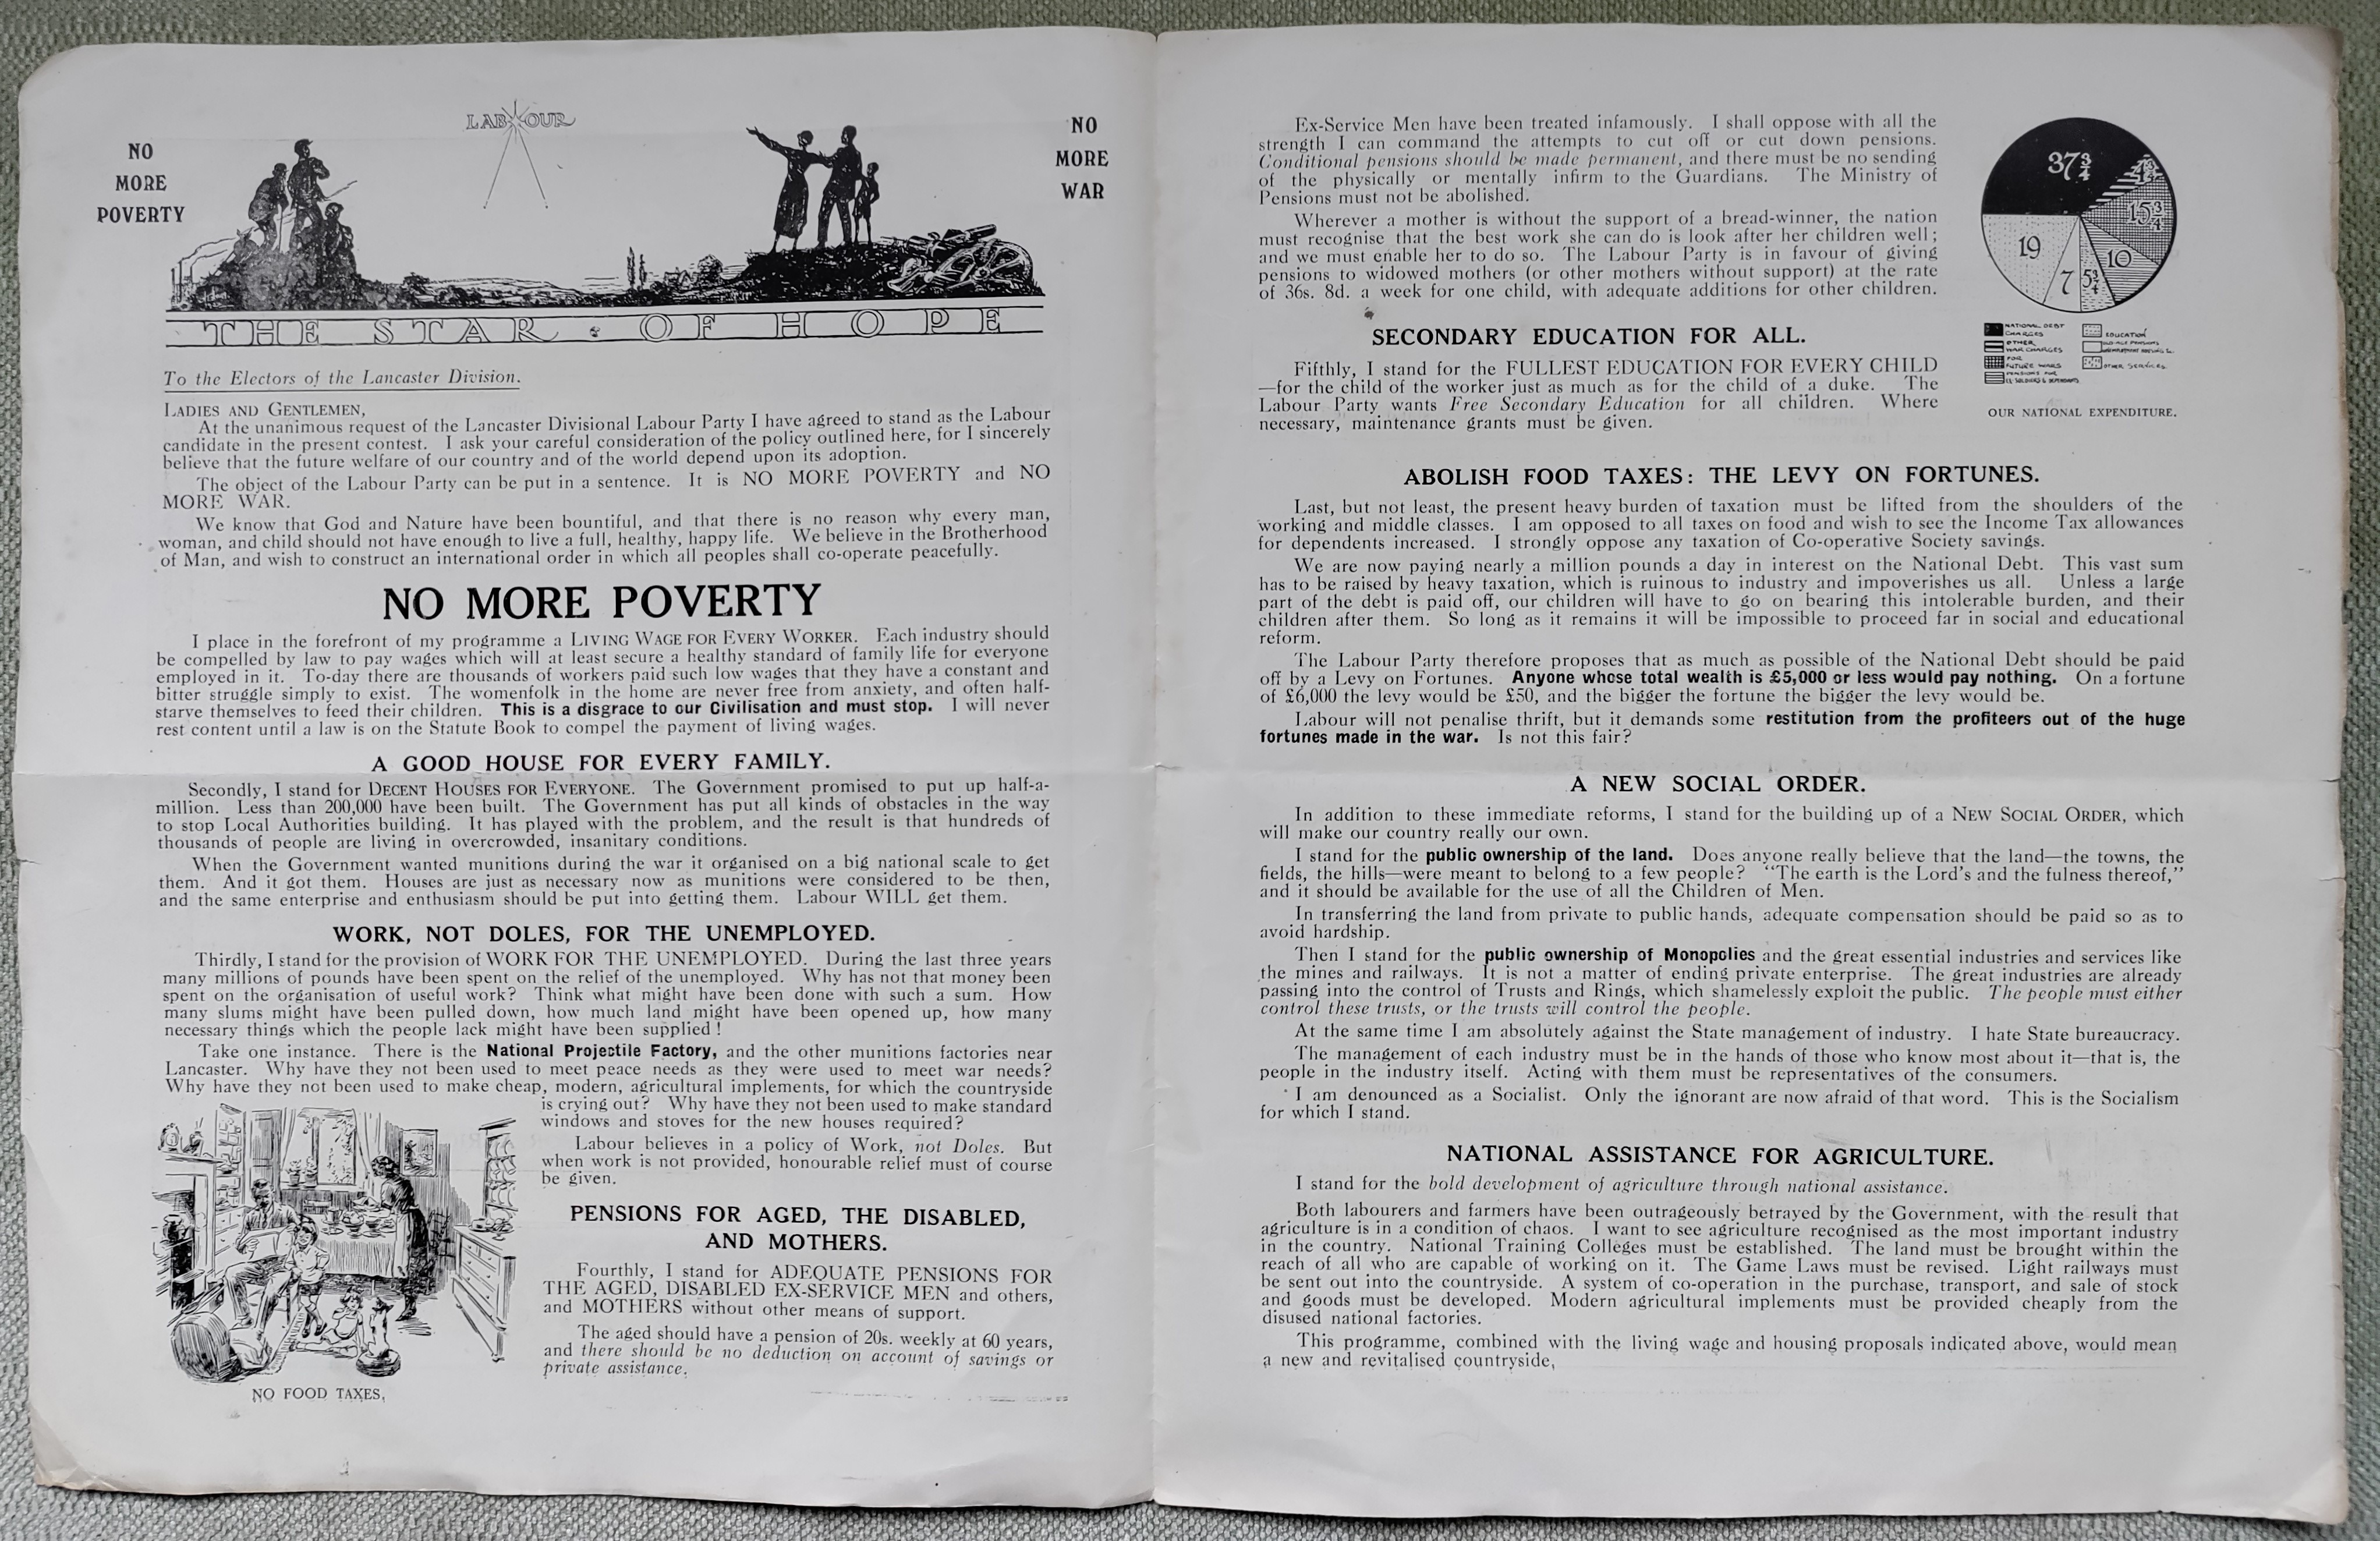 NO
MORE
POVERTY
LABOUR
NO
MORE
WAR
THE STAR OF HOPE
To the Electors of the Lancaster Division.
LADIES AND GENTLEMEN,
At the unanimous request of the Lancaster Divisional Labour Party I have agreed to stand as the Labour
candidate in the present contest. I ask your careful consideration of the policy outlined here, for I sincerely
believe that the future welfare of our country and of the world depend upon its adoption.
The object of the Labour Party can be put in a sentence. It is NO MORE POVERTY and NO
MORE WAR.
We know that God and Nature have been bountiful, and that there is no reason why every man,
woman, and child should not have enough to live a full, healthy, happy life. We believe in the Brotherhood
of Man, and wish to construct an international order in which all peoples shall co-operate peacefully.
NO MORE POVERTY
I place in the forefront of my programme a LIVING WAGE FOR EVERY WORKER. Each industry should
be compelled by law to pay wages which will at least secure a healthy standard of family life for everyone
employed in it. To-day there are thousands of workers paid such low wages that they have a constant and
bitter struggle simply to exist. The womenfolk in the home are never free from anxiety, and often half-
starve themselves to feed their children. This is a disgrace to our Civilisation and must stop. I will never
rest content until a law is on the Statute Book to compel the payment of living wages.
A GOOD HOUSE FOR EVERY FAMILY.
Secondly, I stand for DECENT HOUSES FOR EVERYONE. The Government promised to put up half-a-
million. Less than 200,000 have been built. The Government has put all kinds of obstacles in the way
to stop Local Authorities building. It has played with the problem, and the result is that hundreds of
thousands of people are living in overcrowded, insanitary conditions.
When the Government wanted munitions during the war it organised on a big national scale to get
them. And it got them. Houses are just as necessary now as munitions were considered to be then,
and the same enterprise and enthusiasm should be put into getting them. Labour WILL get them.
WORK, NOT DOLES, FOR THE UNEMPLOYED.
Thirdly, I stand for the provision of WORK FOR THE UNEMPLOYED. During the last three years
many millions of pounds have been spent on the relief of the unemployed. Why has not that money been
spent on the organisation of useful work? Think what might have been done with such a sum. How
many slums might have been pulled down, how much land might have been opened up, how many
necessary things which the people lack might have been supplied!
Take one instance. There is the National Projectile Factory, and the other munitions factories near
Lancaster. Why have they not been used to meet peace needs as they were used to meet war needs?
Why have they not been used to make cheap, modern, agricultural implements, for which the countryside
is crying out? Why have they not been used to make standard
windows and stoves for the new houses required?
Labour believes in a policy of Work, not Doles. But
when work is not provided, honourable relief must of course
be given.
PENSIONS FOR AGED, THE DISABLED,
AND MOTHERS.
Fourthly, I stand for ADEQUATE PENSIONS FOR
THE AGED, DISABLED EX-SERVICE MEN and others,
and MOTHERS without other means of support.
The aged should have a pension of 20s. weekly at 60 years,
and there should be no deduction on account of savings or
private assistance.
NO FOOD TAXES.
Ex-Service Men have been treated infamously. I shall oppose with all the
strength I can command the attempts to cut off or cut down pensions.
Conditional pensions should be made permanent, and there must be no sending
of the physically or mentally infirm to the Guardians. The Ministry of
Pensions must not be abolished.
Wherever a mother is without the support of a bread-winner, the nation
must recognise that the best work she can do is look after her children well;
and we must enable her to do so. The Labour Party is in favour of giving
pensions to widowed mothers (or other mothers without support) at the rate
of 36s. 8d. a week for one child, with adequate additions for other children.
SECONDARY EDUCATION FOR ALL.
Fifthly, I stand for the FULLEST EDUCATION FOR EVERY CHILD
—for the child of the worker just as much as for the child of a duke. The
Labour Party wants Free Secondary Education for all children. Where
necessary, maintenance grants must be given.
37¾
15¾
10
5¾
7
19
NATIONAL DEBT
CHARGES
OTHER
WAR CHARGES
FOR
FUTURE WARS
PENSIONS FOR
EX-SOLDIERS & DEPENDANTS
EDUCATION
OLD AGE PENSIONS
OTHER SERVICES
OUR NATIONAL EXPENDITURE.
ABOLISH FOOD TAXES: THE LEVY ON FORTUNES.
Last, but not least, the present heavy burden of taxation must be lifted from the shoulders of the
working and middle classes. I am opposed to all taxes on food and wish to see the Income Tax allowances
for dependents increased. I strongly oppose any taxation of Co-operative Society savings.
We are now paying nearly a million pounds a day in interest on the National Debt. This vast sum
has to be raised by heavy taxation, which is ruinous to industry and impoverishes us all. Unless a large
part of the debt is paid off, our children will have to go on bearing this intolerable burden, and their
children after them. So long as it remains it will be impossible to proceed far in social and educational
reform.
The Labour Party therefore proposes that as much as possible of the National Debt should be paid
off by a Levy on Fortunes. Anyone whose total wealth is £5,000 or less would pay nothing. On a fortune
of £6,000 the levy would be £50, and the bigger the fortune the bigger the levy would be.
Labour will not penalise thrift, but it demands some restitution from the profiteers out of the huge
fortunes made in the war. Is not this fair?
A NEW SOCIAL ORDER.
In addition to these immediate reforms, I stand for the building up of a NEW SOCIAL ORDER, which
will make our country really our own.
I stand for the public ownership of the land. Does anyone really believe that the land—the towns, the
fields, the hills—were meant to belong to a few people? "The earth is the Lord's and the fulness thereof,"
and it should be available for the use of all the Children of Men.
In transferring the land from private to public hands, adequate compensation should be paid so as to
avoid hardship.
Then I stand for the public ownership of Monopolies and the great essential industries and services like
the mines and railways. It is not a matter of ending private enterprise. The great industries are already
passing into the control of Trusts and Rings, which shamelessly exploit the public. The people must either
control these trusts, or the trusts will control the people.
At the same time I am absolutely against the State management of industry. I hate State bureaucracy.
The management of each industry must be in the hands of those who know most about it—that is, the
people in the industry itself. Acting with them must be representatives of the consumers.
I am denounced as a Socialist. Only the ignorant are now afraid of that word. This is the Socialism
for which I stand.
NATIONAL ASSISTANCE FOR AGRICULTURE.
I stand for the bold development of agriculture through national assistance.
Both labourers and farmers have been outrageously betrayed by the Government, with the result that
agriculture is in a condition of chaos. I want to see agriculture recognised as the most important industry
in the country. National Training Colleges must be established. The land must be brought within the
reach of all who are capable of working on it. The Game Laws must be revised. Light railways must
be sent out into the countryside. A system of co-operation in the purchase, transport, and sale of stock
and goods must be developed. Modern agricultural implements must be provided cheaply from the
disused national factories.
This programme, combined with the living wage and housing proposals indicated above, would mean
a new and revitalised countryside,